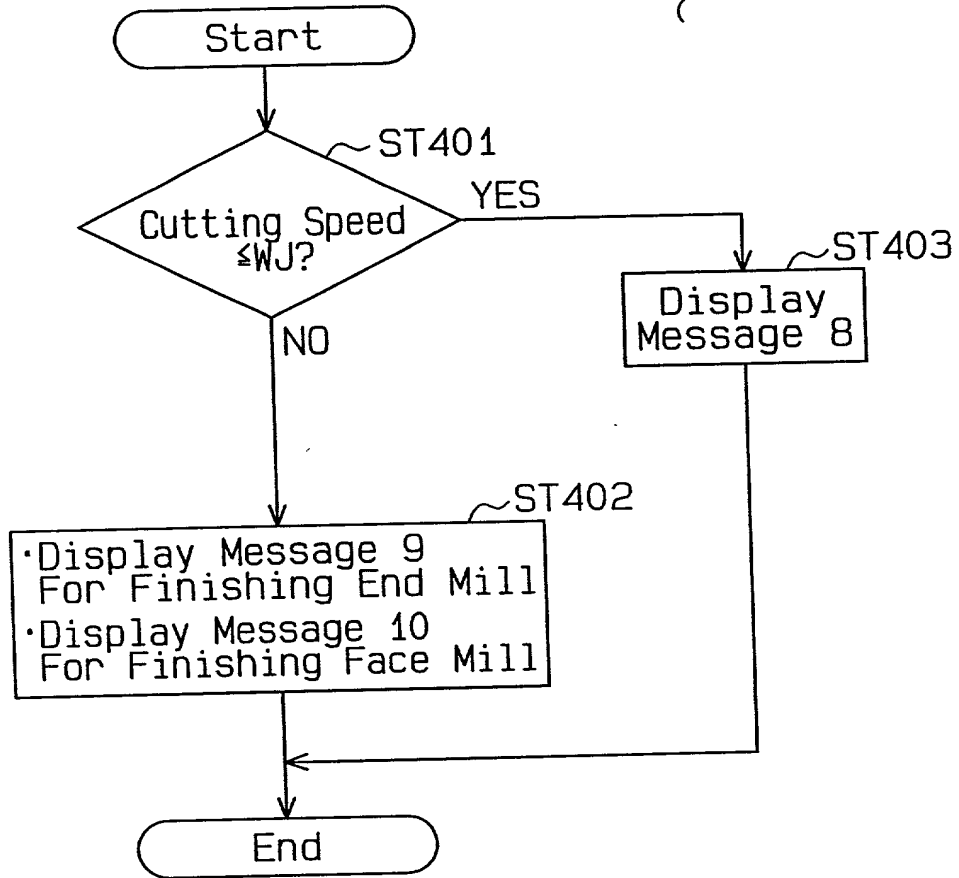 Start
ST401
Cutting Speed
≦WJ?
YES
NO
ST403
Display
Message 8
ST402
·Display Message 9
For Finishing End Mill
·Display Message 10
For Finishing Face Mill
End